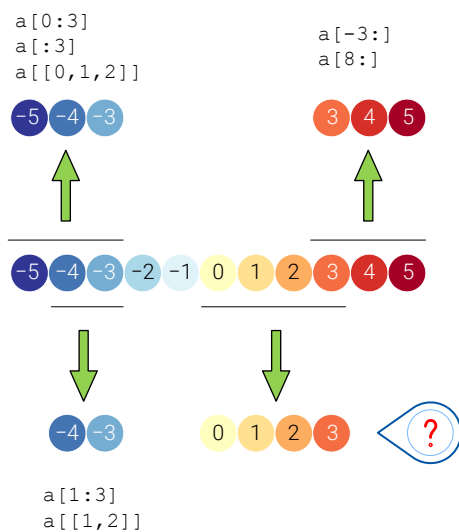 a[0:3]
a[:3]
a[[0,1,2]]
a[-3:]
a[8:]
−5 −4 −3
3 4 5
−5 −4 −3 −2 −1 0 1 2 3 4 5
−4 −3
0 1 2 3
?
a[1:3]
a[[1,2]]